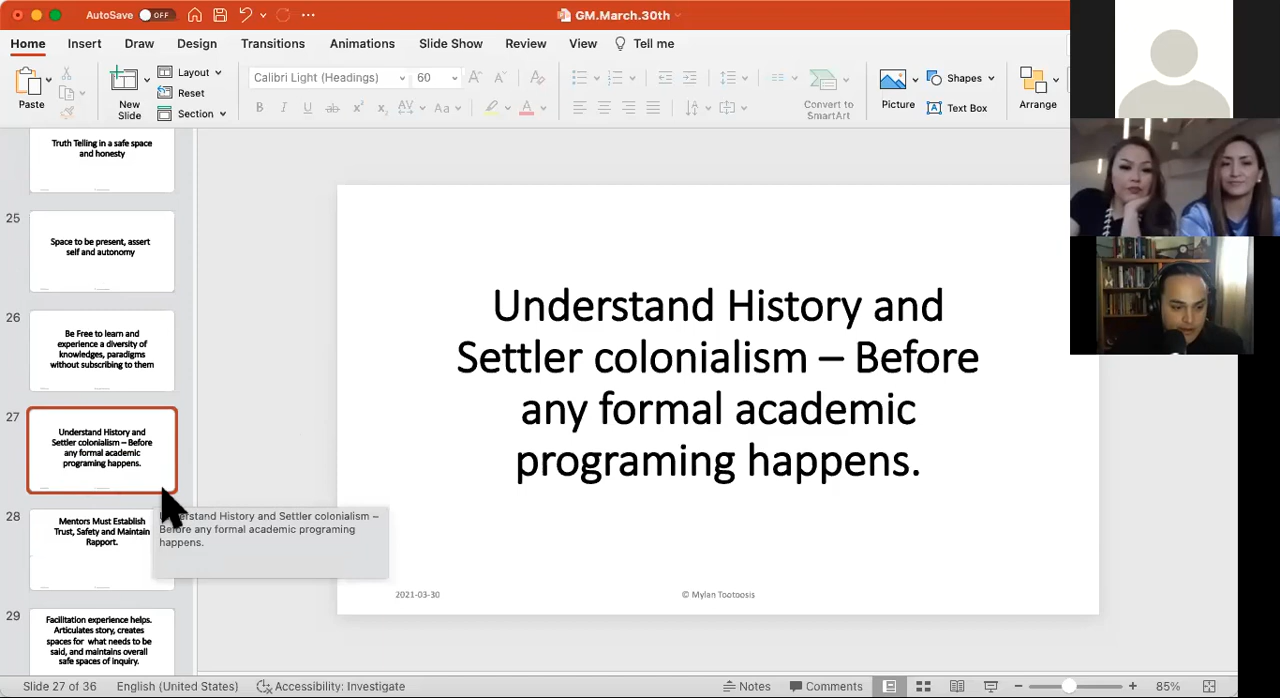 AutoSave OFF GM.March.30th
Home Insert Draw Design Transitions Animations Slide Show Review View Tell me
Paste New Slide Layout Reset Section Calibri Light (Headings) 60 Convert to SmartArt Picture Shapes Text Box Arrange
Truth Telling in a safe space
and honesty
25
Space to be present, assert
self and autonomy
26
Be Free to learn and
experience a diversity of
knowledges, paradigms
without subscribing to them
27
Understand History and
Settler colonialism – Before
any formal academic
programing happens.
28
Mentors Must Establish
Trust, Safety and Maintain
Rapport.
29
Facilitation experience helps.
Articulates story, creates
spaces for what needs to be
said, and maintains overall
safe spaces of inquiry.
Understand History and Settler colonialism –
Before any formal academic programing
happens.
Understand History and
Settler colonialism – Before
any formal academic
programing happens.
2021-03-30 © Mylan Tootoosis
Slide 27 of 36 English (United States) Accessibility: Investigate Notes Comments 85%